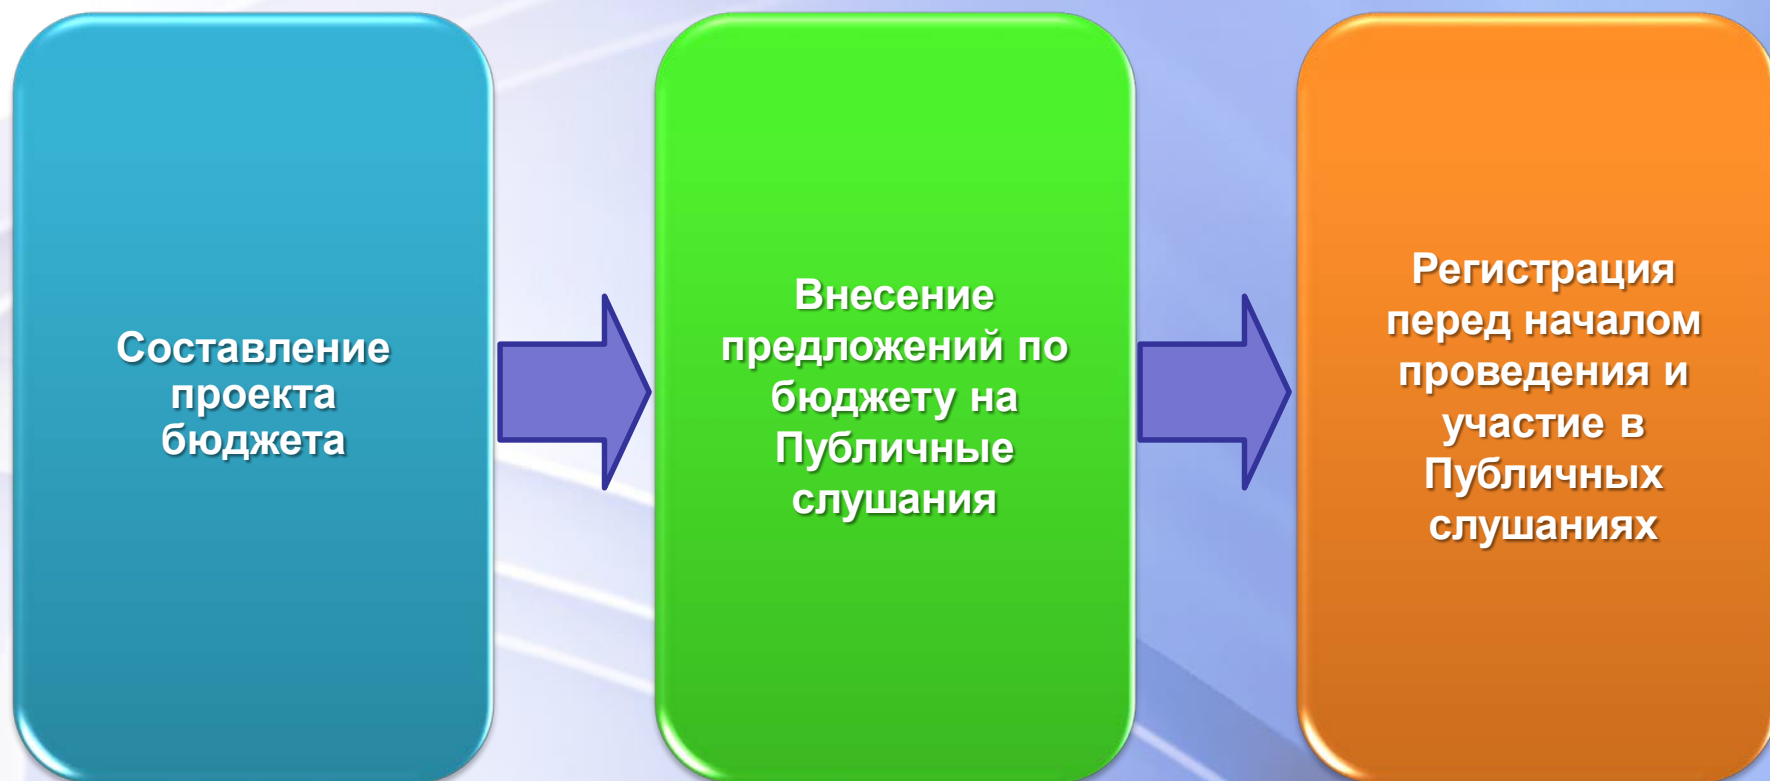 Составление
проекта
бюджета
Внесение
предложений по
бюджету на
Публичные
слушания
Регистрация
перед началом
проведения и
участие в
Публичных
слушаниях